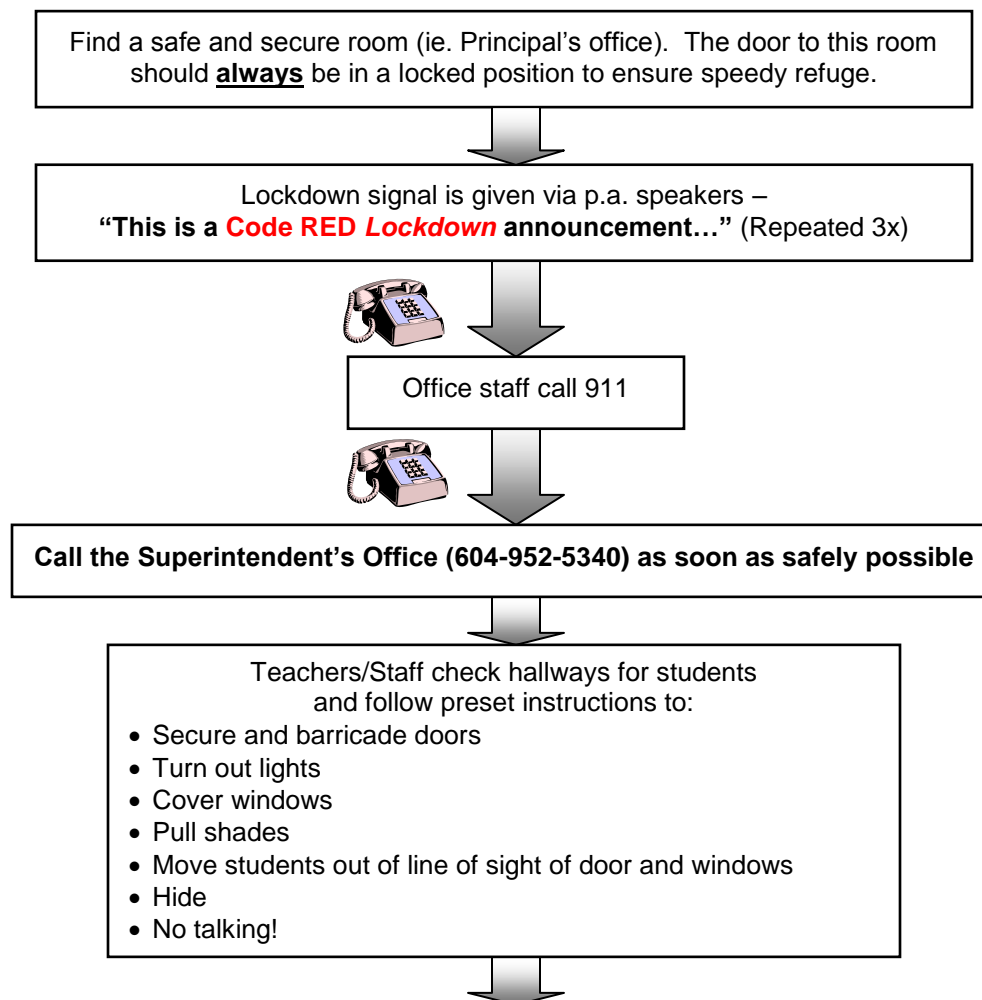 Find a safe and secure room (ie. Principal's office).  The door to this room
should always be in a locked position to ensure speedy refuge.
Lockdown signal is given via p.a. speakers –
“This is a Code RED Lockdown announcement…” (Repeated 3x)
Office staff call 911
Call the Superintendent's Office (604-952-5340) as soon as safely possible
Teachers/Staff check hallways for students
and follow preset instructions to:
• Secure and barricade doors
• Turn out lights
• Cover windows
• Pull shades
• Move students out of line of sight of door and windows
• Hide
• No talking!